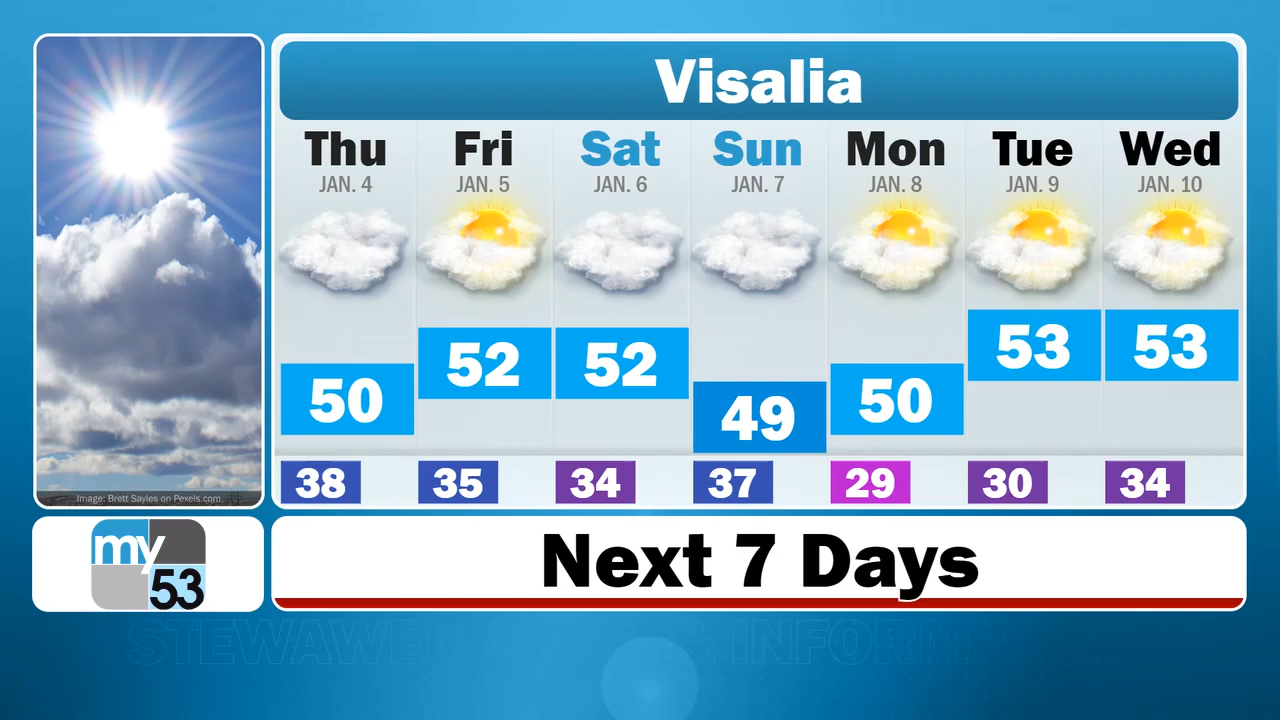 Visalia
Thu Fri Sat Sun Mon Tue Wed
JAN. 4 JAN. 5 JAN. 6 JAN. 7 JAN. 8 JAN. 9 JAN. 10
50 52 52 49 50 53 53
38 35 34 37 29 30 34
Image: Brett Sayles on Pexels.com
my
53
Next 7 Days